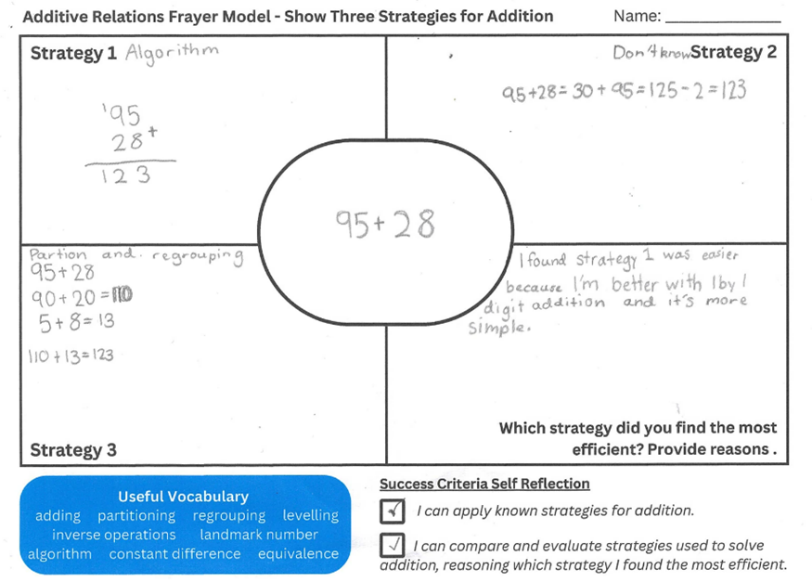 Additive Relations Frayer Model - Show Three Strategies for Addition
Name: ______________
Strategy 1 Algorithm
¹95
28+
123
Don't know Strategy 2
95+28=30+95=125-2=123
95+28
Partion and regrouping
95+28
90+20=110
5+8=13
110+13=123
Strategy 3
I found strategy 1 was easier
because I'm better with 1by1
digit addition and it's more
simple.
Which strategy did you find the most
efficient? Provide reasons .
Useful Vocabulary
adding partitioning regrouping levelling
inverse operations landmark number
algorithm constant difference equivalence
Success Criteria Self Reflection
I can apply known strategies for addition.
I can compare and evaluate strategies used to solve
addition, reasoning which strategy I found the most efficient.